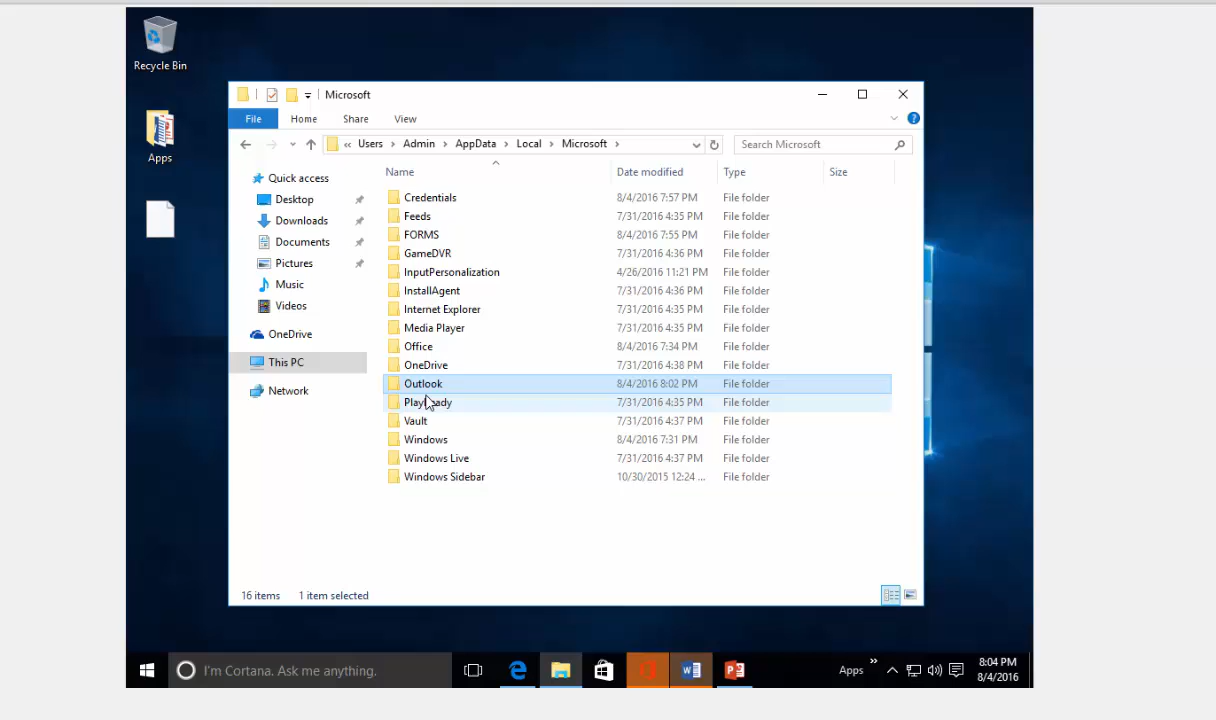 Recycle Bin
Apps
Microsoft
File Home Share View
« Users > Admin > AppData > Local > Microsoft >
Search Microsoft
Name Date modified Type Size
Quick access
Desktop
Downloads
Documents
Pictures
Music
Videos
OneDrive
This PC
Network
Credentials 8/4/2016 7:57 PM File folder
Feeds 7/31/2016 4:35 PM File folder
FORMS 8/4/2016 7:55 PM File folder
GameDVR 7/31/2016 4:36 PM File folder
InputPersonalization 4/26/2016 11:21 PM File folder
InstallAgent 7/31/2016 4:36 PM File folder
Internet Explorer 7/31/2016 4:35 PM File folder
Media Player 7/31/2016 4:35 PM File folder
Office 8/4/2016 7:34 PM File folder
OneDrive 7/31/2016 4:38 PM File folder
Outlook 8/4/2016 8:02 PM File folder
PlayReady 7/31/2016 4:35 PM File folder
Vault 7/31/2016 4:37 PM File folder
Windows 8/4/2016 7:31 PM File folder
Windows Live 7/31/2016 4:37 PM File folder
Windows Sidebar 10/30/2015 12:24 ... File folder
16 items 1 item selected
I'm Cortana. Ask me anything.
Apps
8:04 PM
8/4/2016